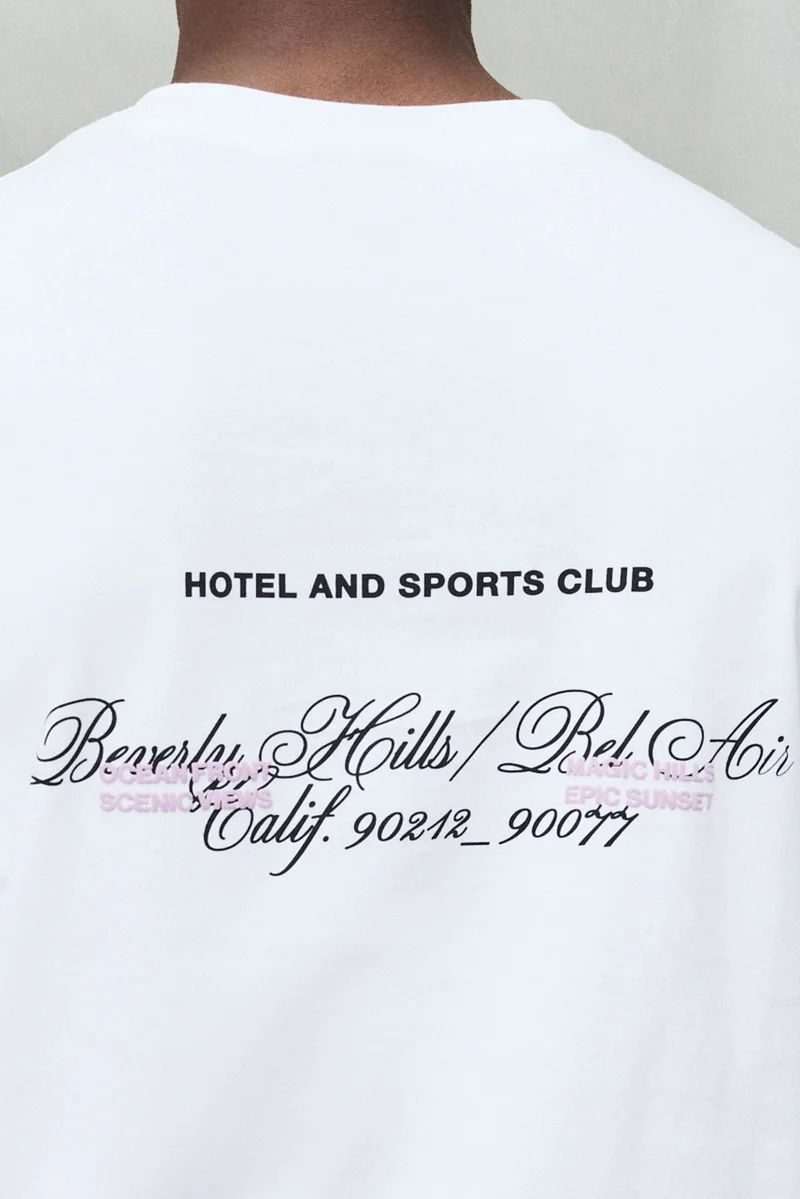 HOTEL AND SPORTS CLUB
Beverly Hills / Bel Air
OCEAN FRONT
SCENIC VIEWS
MAGIC HILLS
EPIC SUNSET
Calif. 90212_90077